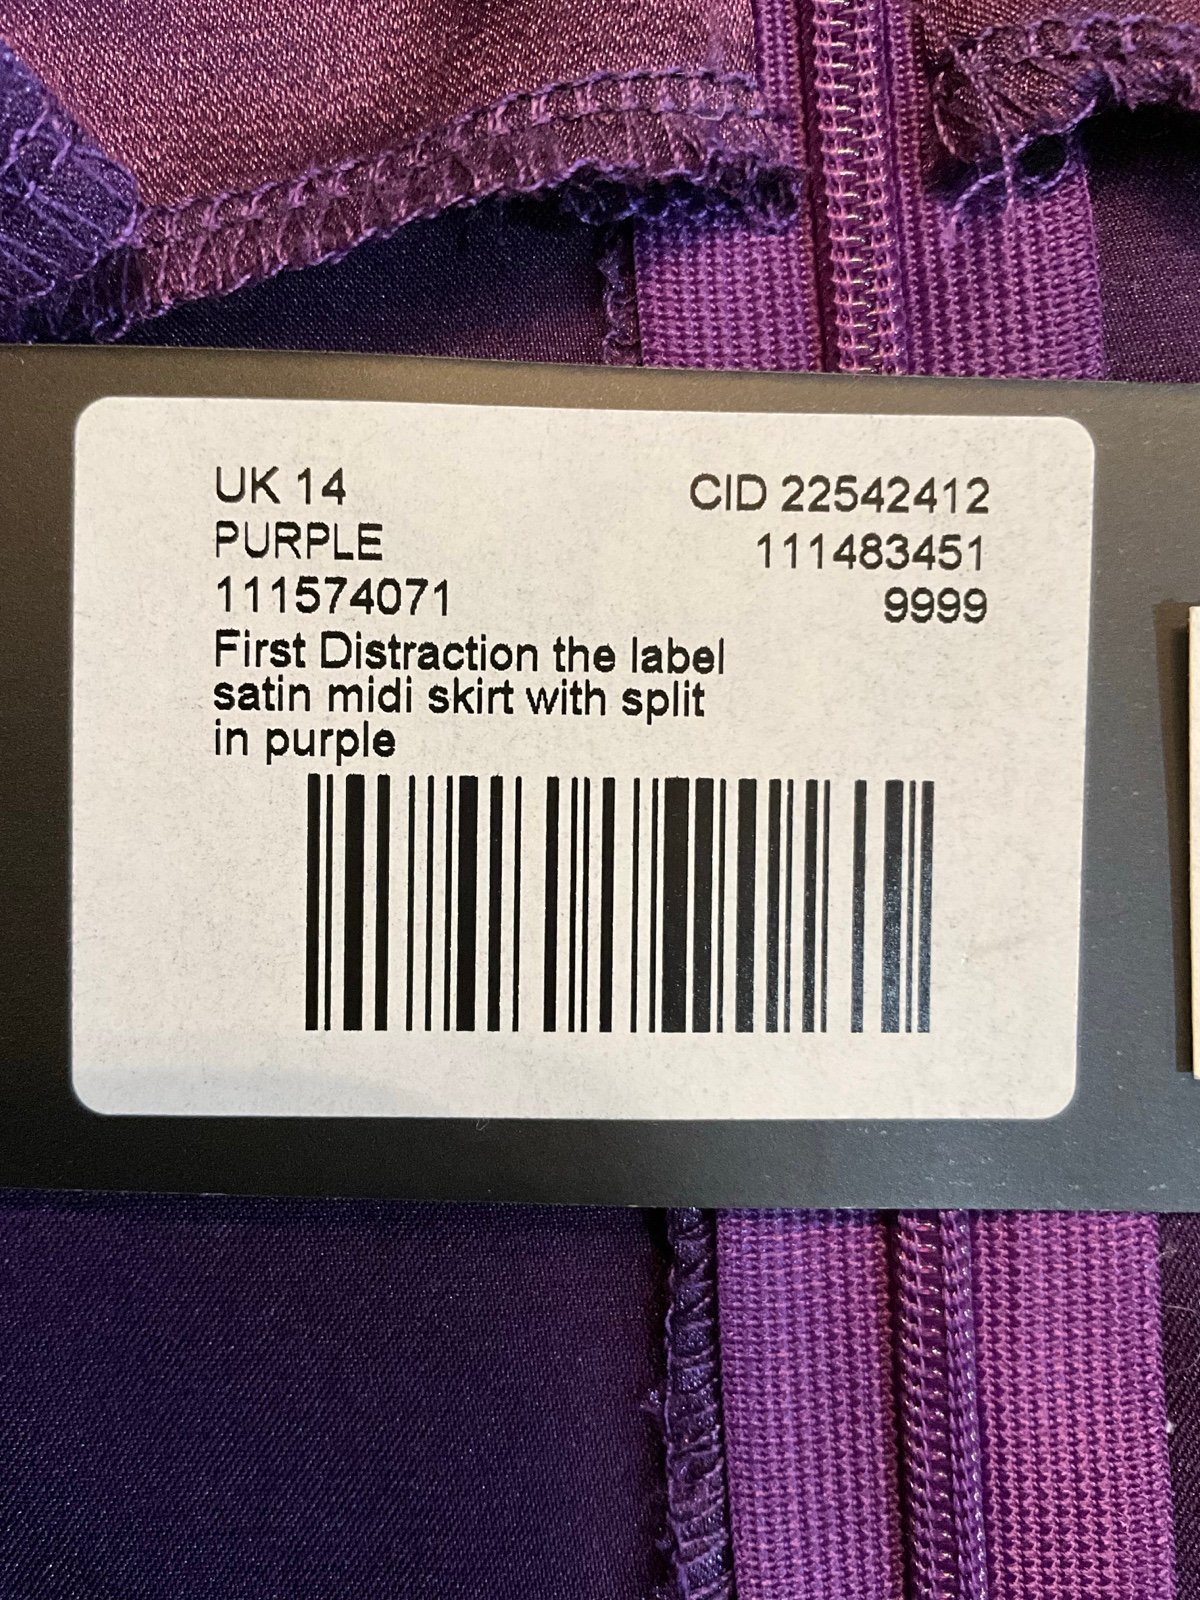 UK 14
PURPLE
111574071
CID 22542412
111483451
9999
First Distraction the label
satin midi skirt with split
in purple